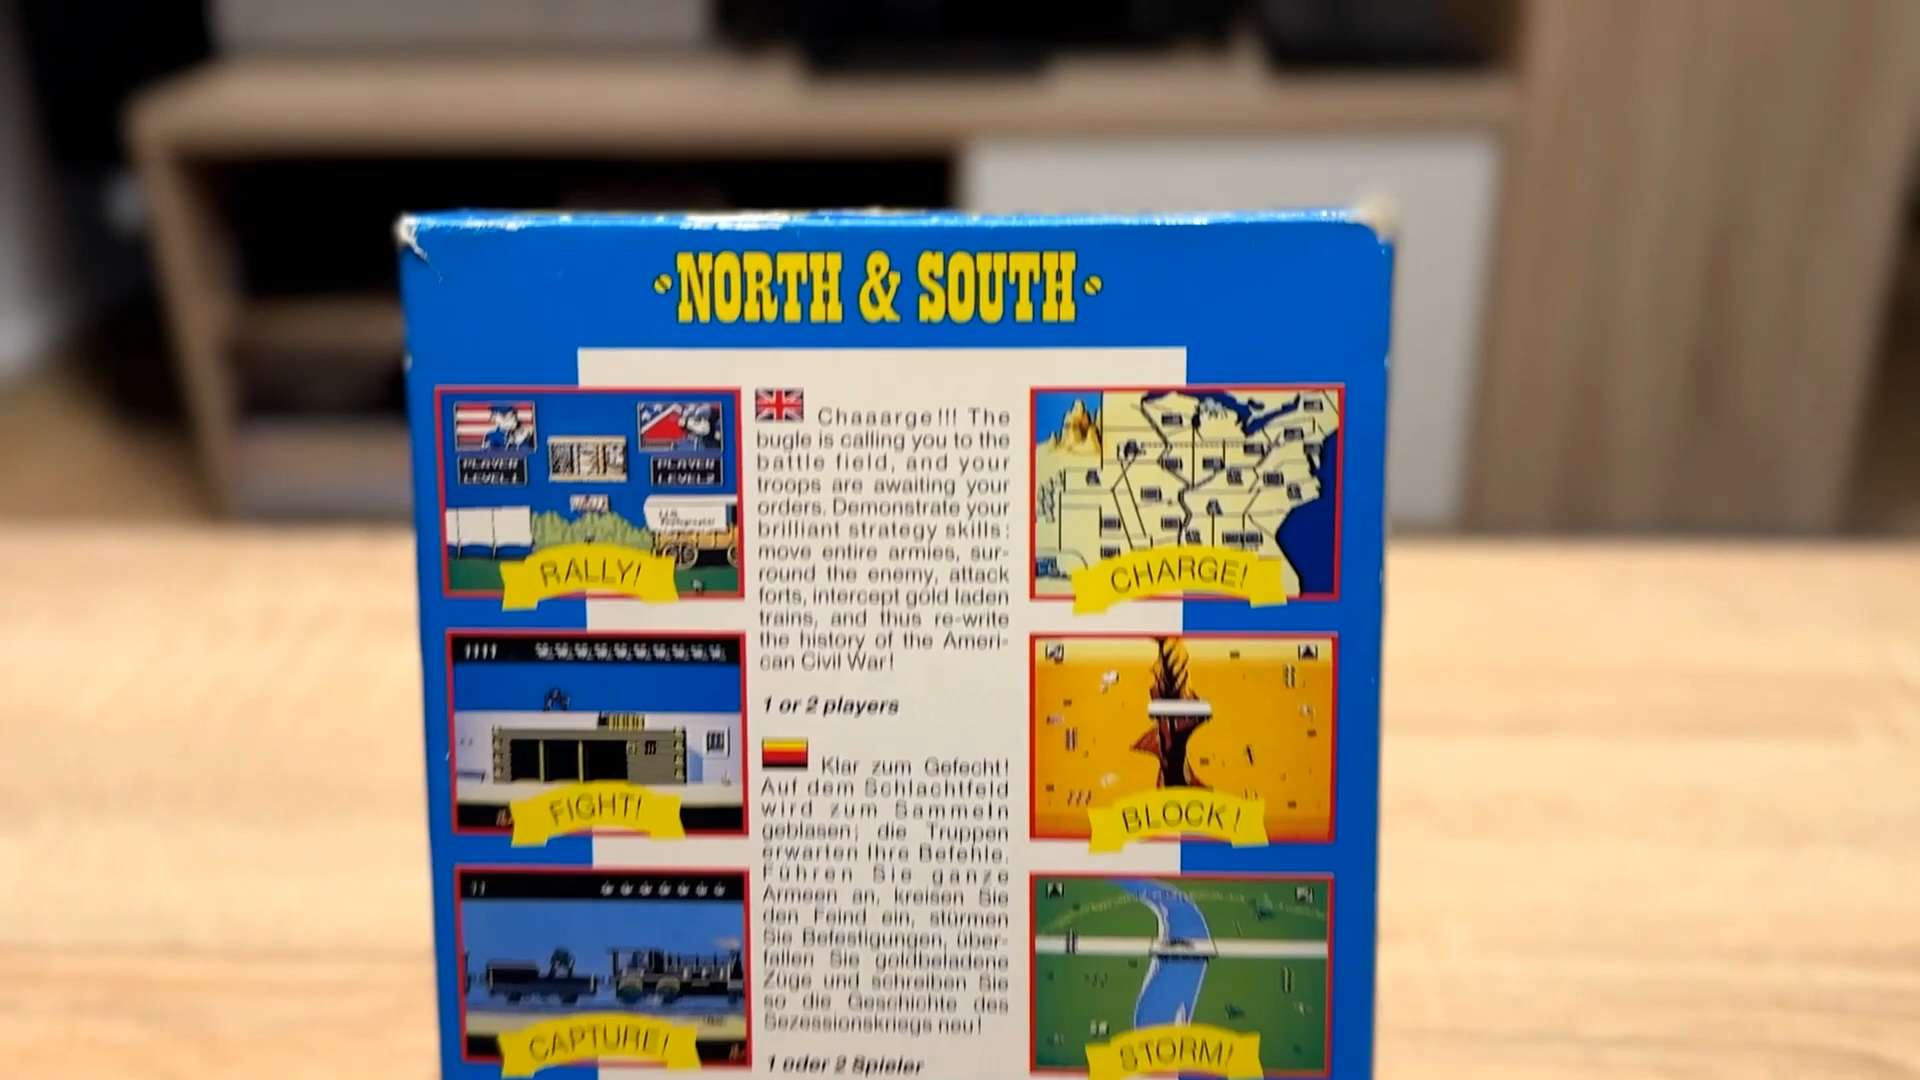 NORTH & SOUTH
PLAYER
LEVEL 1
PLAYER
LEVEL 2
RALLY!
FIGHT!
CAPTURE!
Chaaarge!!! The
bugle is calling you to the
battle field, and your
troops are awaiting your
orders. Demonstrate your
brilliant strategy skills:
move entire armies, sur-
round the enemy, attack
forts, intercept gold laden
trains, and thus re-write
the history of the Ameri-
can Civil War!
1 or 2 players
Klar zum Gefecht!
Auf dem Schlachtfeld
wird zum Sammeln
geblasen; die Truppen
erwarten Ihre Befehle.
Führen Sie ganze
Armeen an, kreisen Sie
den Feind ein, stürmen
Sie Befestigungen, über-
fallen Sie goldbeladene
Züge und schreiben Sie
so die Geschichte des
Sezessionskriegs neu!
1 oder 2 Spieler
CHARGE!
BLOCK!
STORM!